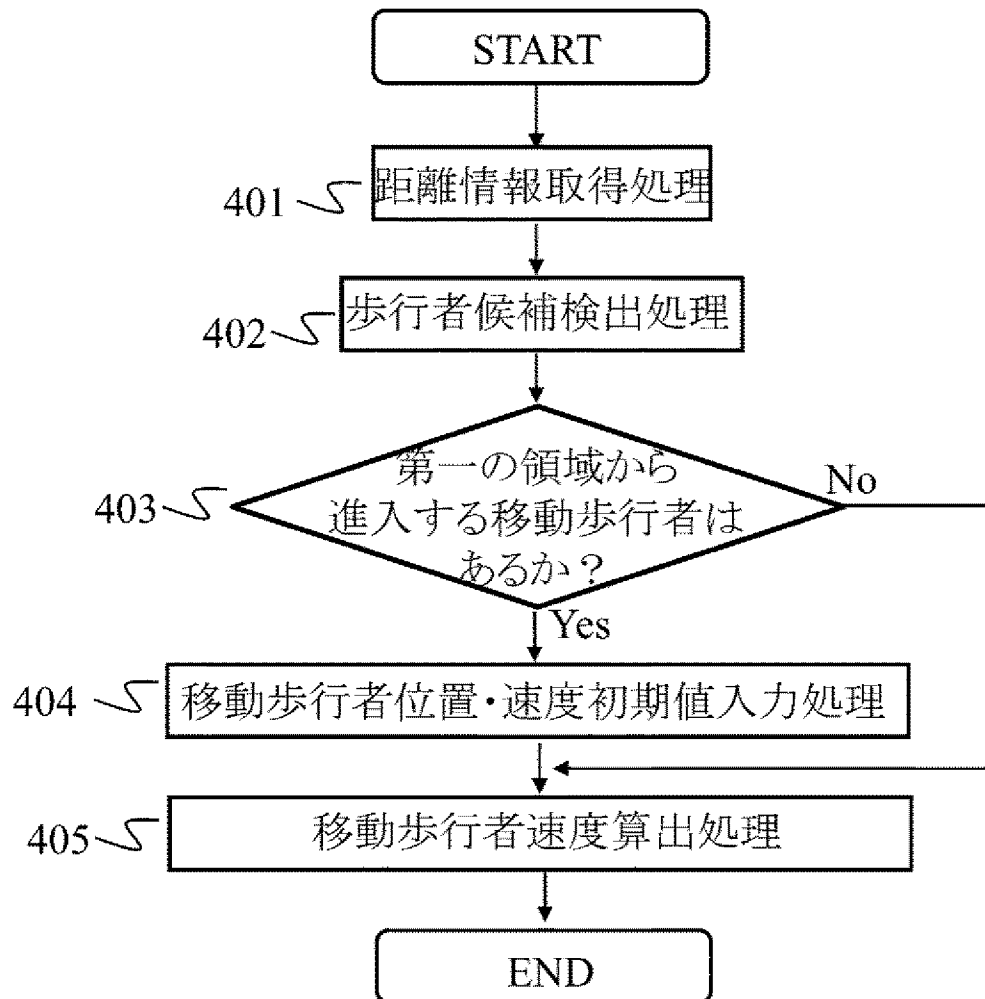 START
401
距離情報取得処理
402
歩行者候補検出処理
403
第一の領域から
進入する移動歩行者は
あるか？
No
Yes
404
移動歩行者位置・速度初期値入力処理
405
移動歩行者速度算出処理
END